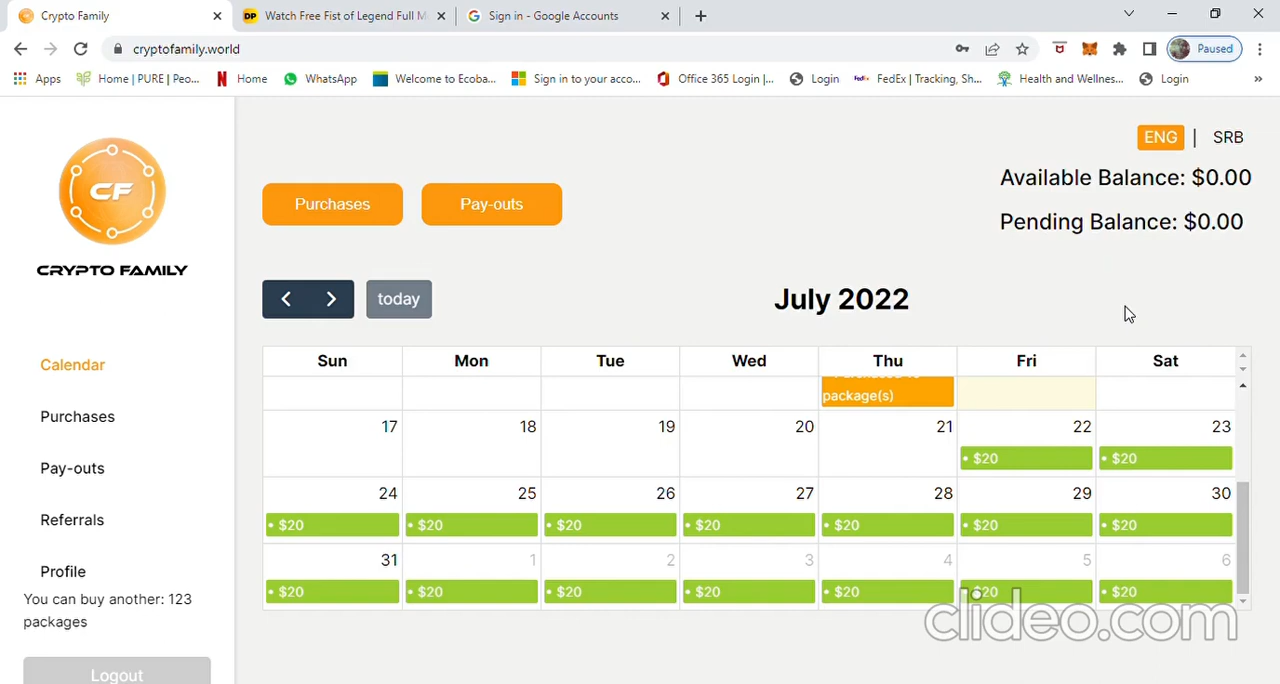 Crypto Family
Watch Free Fist of Legend Full M
Sign in - Google Accounts
cryptofamily.world
Paused
Apps
Home | PURE | Peo...
Home
WhatsApp
Welcome to Ecoba...
Sign in to your acco...
Office 365 Login |...
Login
FedEx | Tracking, Sh...
Health and Wellnes...
Login
CF
CRYPTO FAMILY
ENG | SRB
Available Balance: $0.00
Pending Balance: $0.00
Purchases
Pay-outs
today
July 2022
Calendar
Purchases
Pay-outs
Referrals
Profile
You can buy another: 123
packages
Logout
Sun Mon Tue Wed Thu Fri Sat
package(s)
17 18 19 20 21 22 23
• $20 • $20
24 25 26 27 28 29 30
• $20 • $20 • $20 • $20 • $20 • $20 • $20
31 1 2 3 4 5 6
• $20 • $20 • $20 • $20 • $20 • $20 • $20
clideo.com